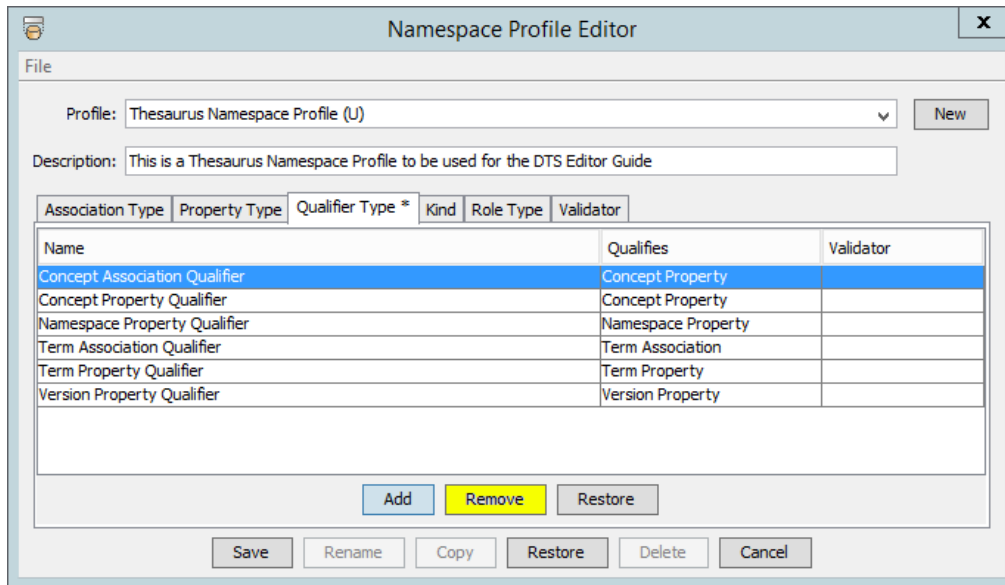 Namespace Profile Editor
x
File
Profile: Thesaurus Namespace Profile (U) New
Description: This is a Thesaurus Namespace Profile to be used for the DTS Editor Guide
Association Type Property Type Qualifier Type * Kind Role Type Validator
Name Qualifies Validator
Concept Association Qualifier Concept Property
Concept Property Qualifier Concept Property
Namespace Property Qualifier Namespace Property
Term Association Qualifier Term Association
Term Property Qualifier Term Property
Version Property Qualifier Version Property
Add Remove Restore
Save Rename Copy Restore Delete Cancel